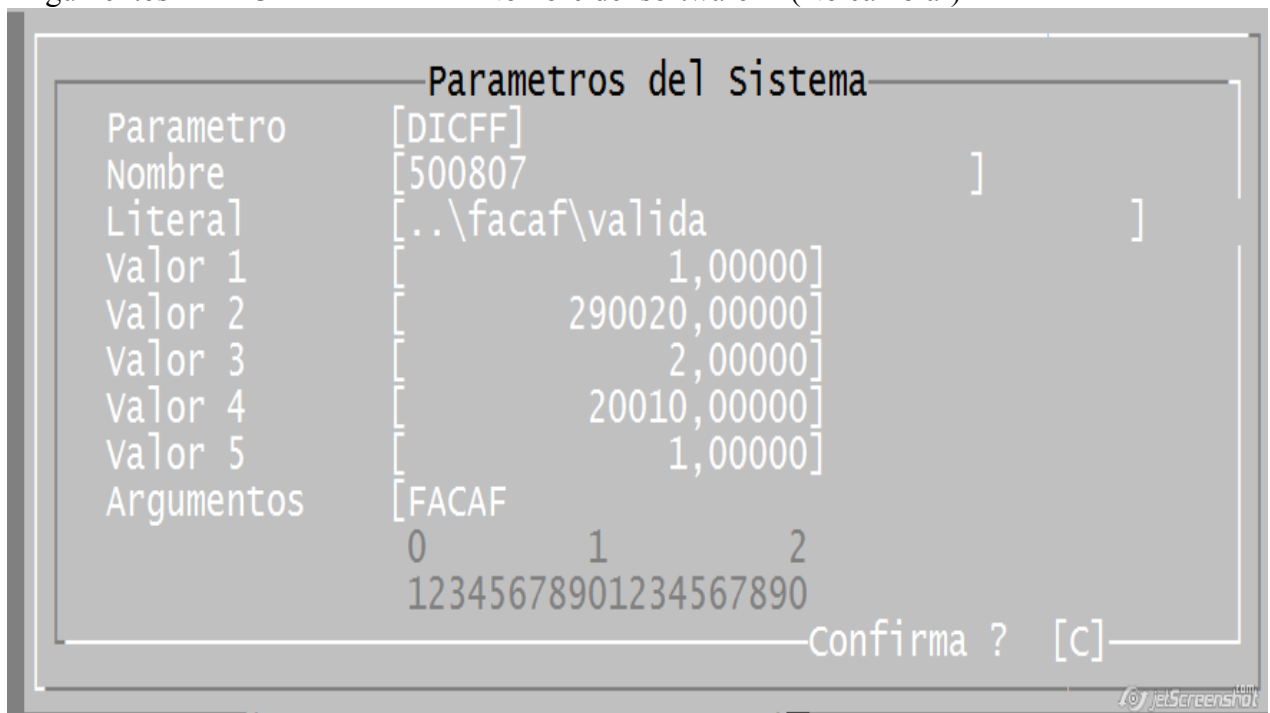 Parametros del Sistema
Parametro [DICFF]
Nombre [500807 ]
Literal [..\facaf\valida ]
Valor 1 [ 1,00000]
Valor 2 [ 290020,00000]
Valor 3 [ 2,00000]
Valor 4 [ 20010,00000]
Valor 5 [ 1,00000]
Argumentos [FACAF
0 1 2
12345678901234567890
Confirma ? [C]
jetScreenshot.com